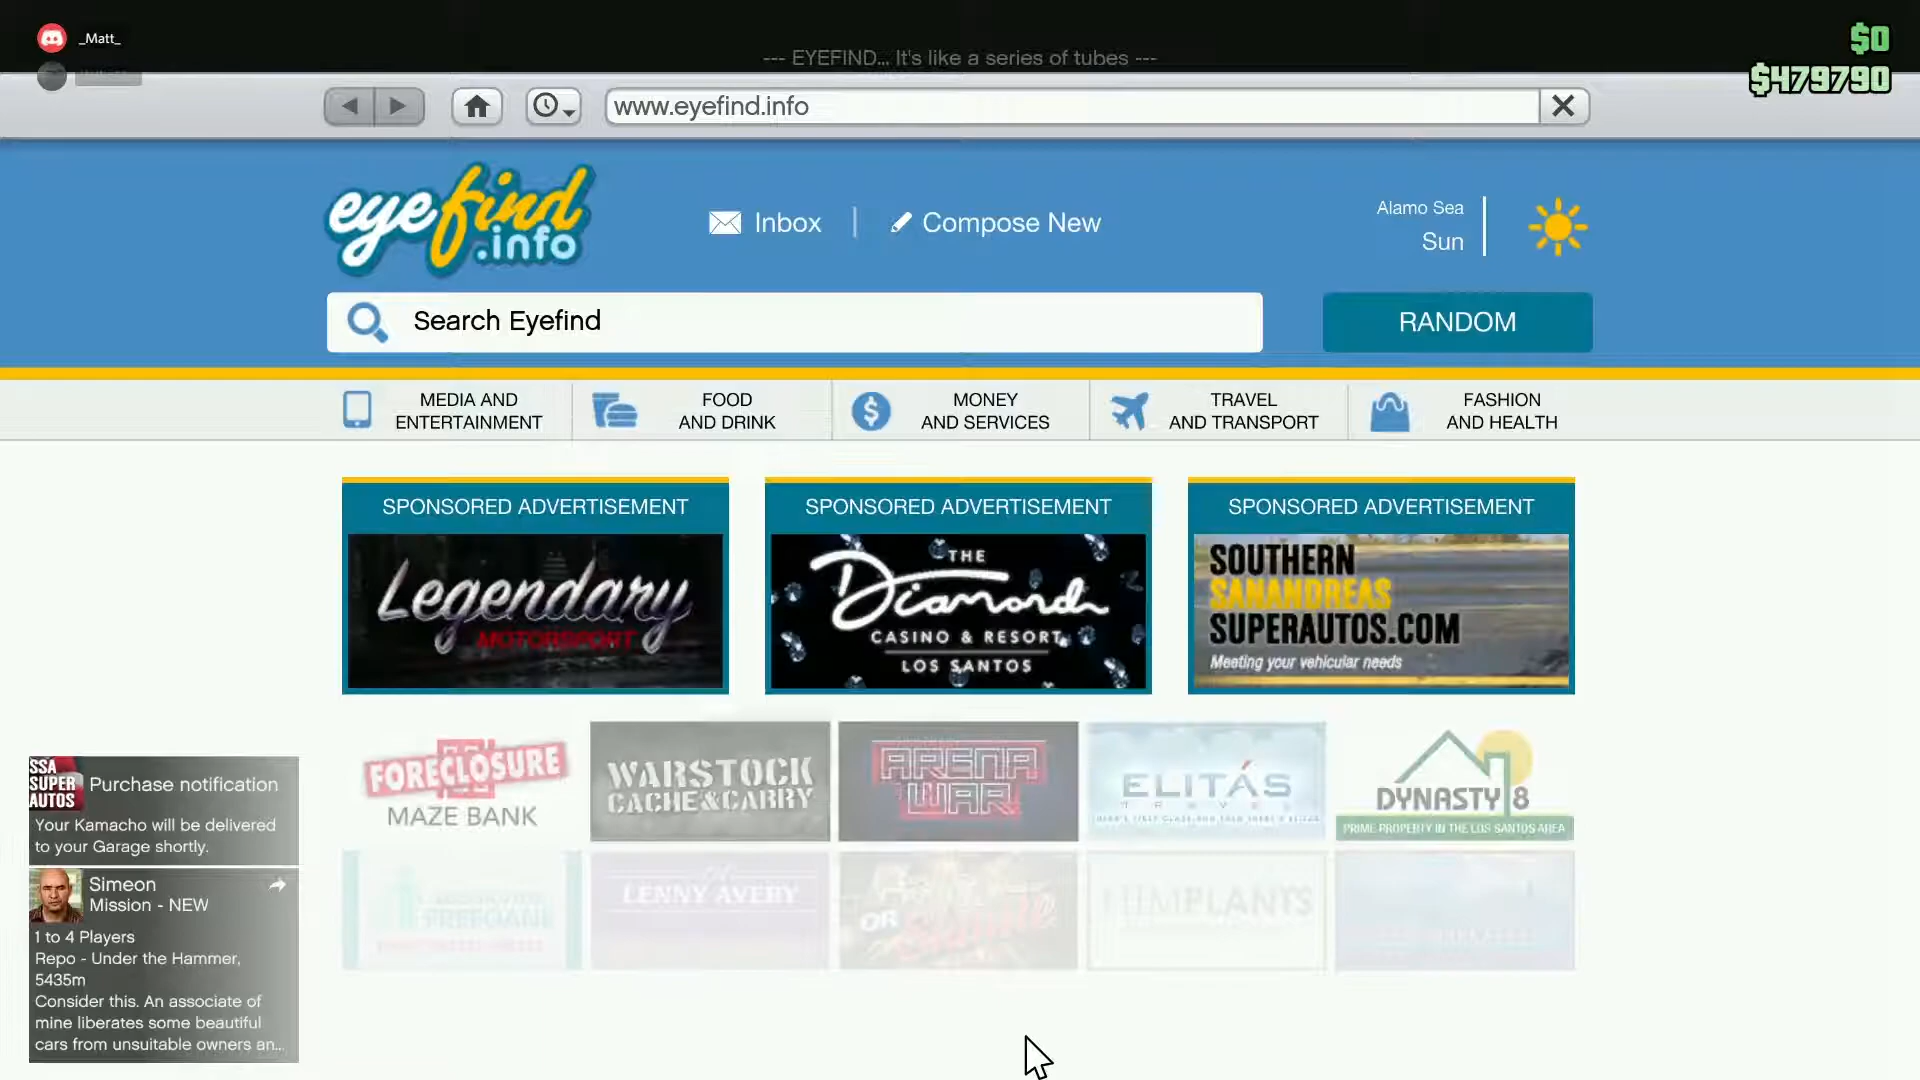 _Matt_
$0
$479790
--- EYEFIND... It's like a series of tubes ---
www.eyefind.info
eyefind
.info
Inbox
Compose New
Alamo Sea
Sun
Search Eyefind
RANDOM
MEDIA AND
ENTERTAINMENT
FOOD
AND DRINK
MONEY
AND SERVICES
TRAVEL
AND TRANSPORT
FASHION
AND HEALTH
SPONSORED ADVERTISEMENT
Legendary
MOTORSPORT
SPONSORED ADVERTISEMENT
THE
Diamond
CASINO & RESORT
LOS SANTOS
SPONSORED ADVERTISEMENT
SOUTHERN
SANANDREAS
SUPERAUTOS.COM
Meeting your vehicular needs
FORECLOSURE
MAZE BANK
WARSTOCK
CACHE&CARRY
ARENA
WAR
ELITÁS
TRAVEL
DYNASTY 8
PRIME PROPERTY IN THE LOS SANTOS AREA
LENNY AVERY
OR
SSA
SUPER
AUTOS
Purchase notification
Your Kamacho will be delivered
to your Garage shortly.
Simeon
Mission - NEW
1 to 4 Players
Repo - Under the Hammer,
5435m
Consider this. An associate of
mine liberates some beautiful
cars from unsuitable owners an...